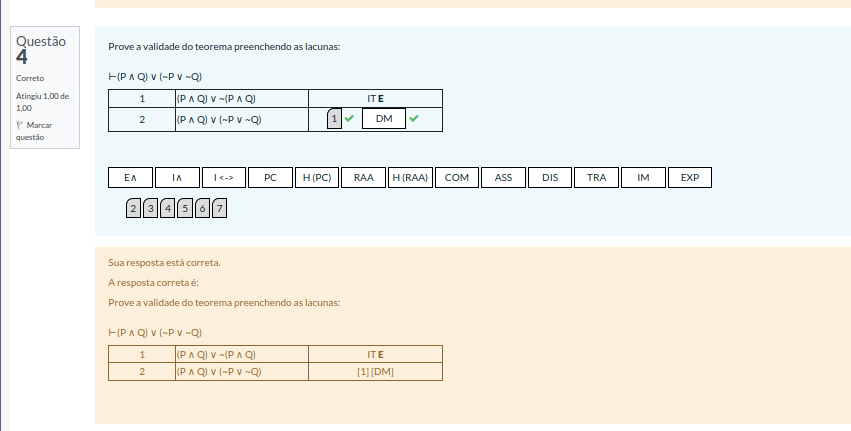 Questão
4
Correto
Atingiu 1,00 de
1,00
Marcar
questão
Prove a validade do teorema preenchendo as lacunas:
⊢(P ∧ Q) ∨ (~P ∨ ~Q)
1 (P ∧ Q) ∨ ~(P ∧ Q) IT E
2 (P ∧ Q) ∨ (~P ∨ ~Q) 1 DM
E∧ I∧ I <-> PC H (PC) RAA H (RAA) COM ASS DIS TRA IM EXP
2 3 4 5 6 7
Sua resposta está correta.
A resposta correta é:
Prove a validade do teorema preenchendo as lacunas:
⊢(P ∧ Q) ∨ (~P ∨ ~Q)
1 (P ∧ Q) ∨ ~(P ∧ Q) IT E
2 (P ∧ Q) ∨ (~P ∨ ~Q) [1] [DM]